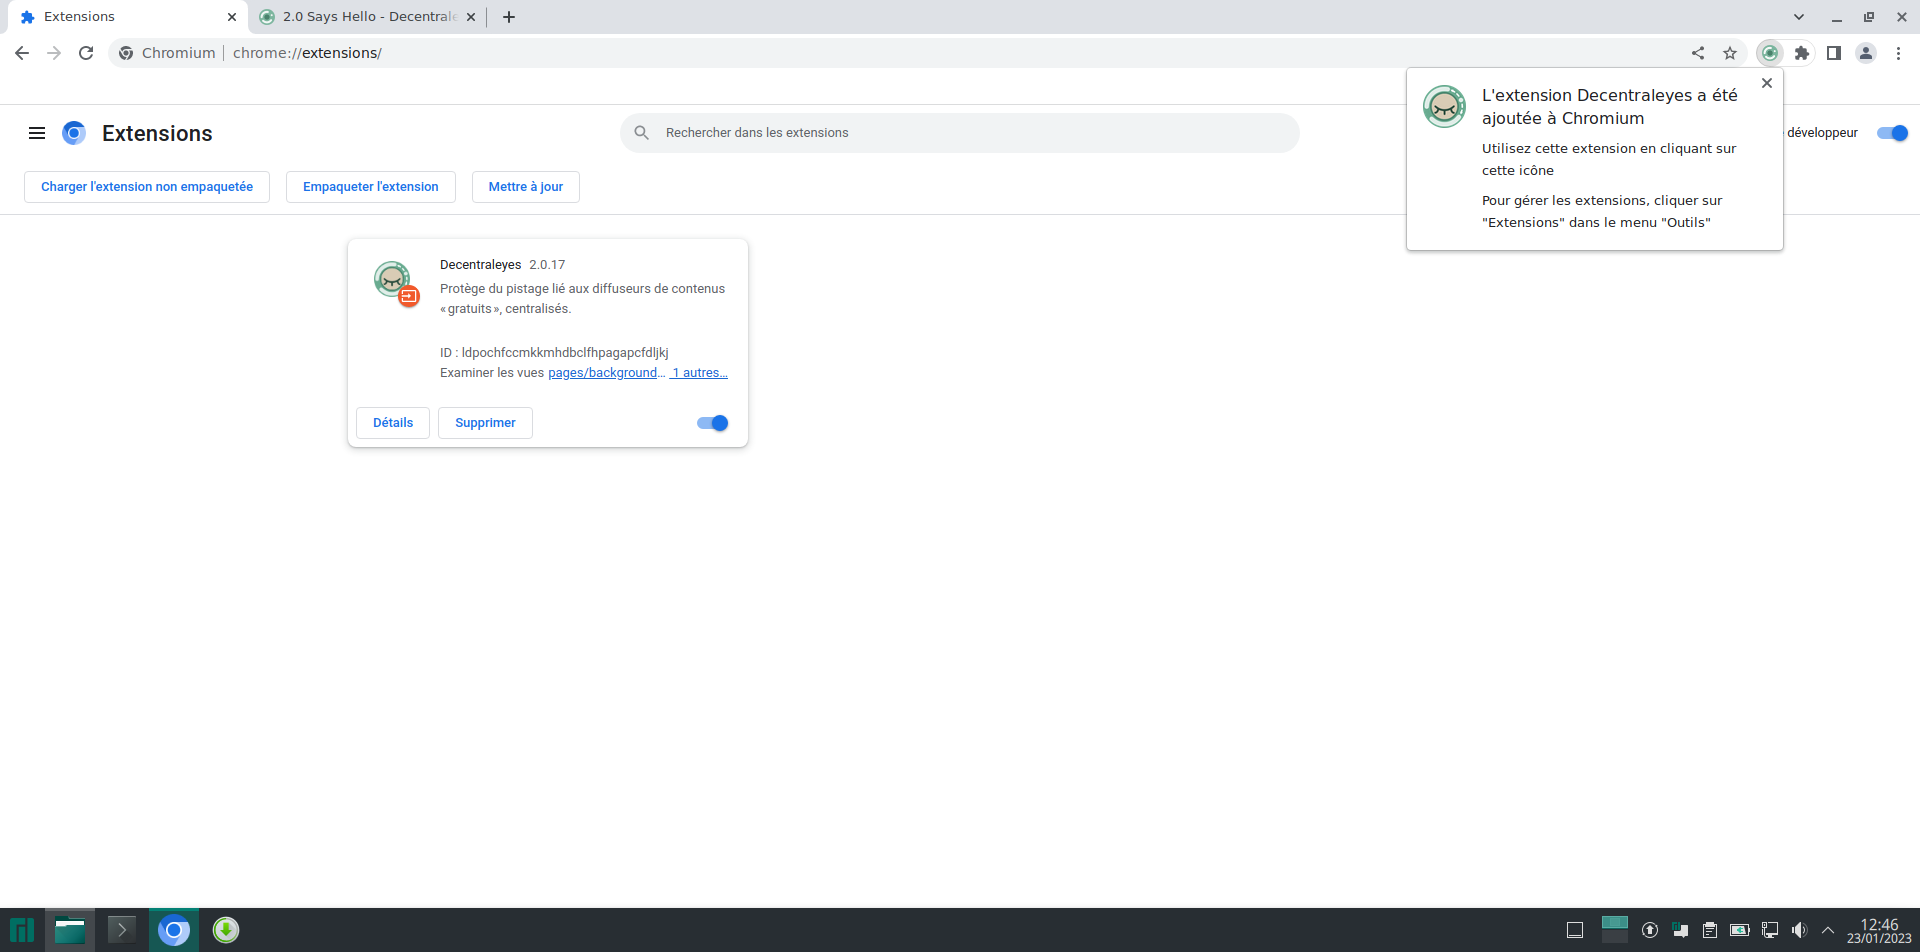 Extensions
2.0 Says Hello - Decentrale
Chromium
chrome://extensions/
Extensions
Rechercher dans les extensions
développeur
Charger l'extension non empaquetée
Empaqueter l'extension
Mettre à jour
L'extension Decentraleyes a été
ajoutée à Chromium
Utilisez cette extension en cliquant sur
cette icône
Pour gérer les extensions, cliquer sur
"Extensions" dans le menu "Outils"
Decentraleyes 2.0.17
Protège du pistage lié aux diffuseurs de contenus
«gratuits», centralisés.
ID : ldpochfccmkkmhdbclfhpagapcfdljkj
Examiner les vues pages/background… 1 autres…
Détails
Supprimer
12:46
23/01/2023